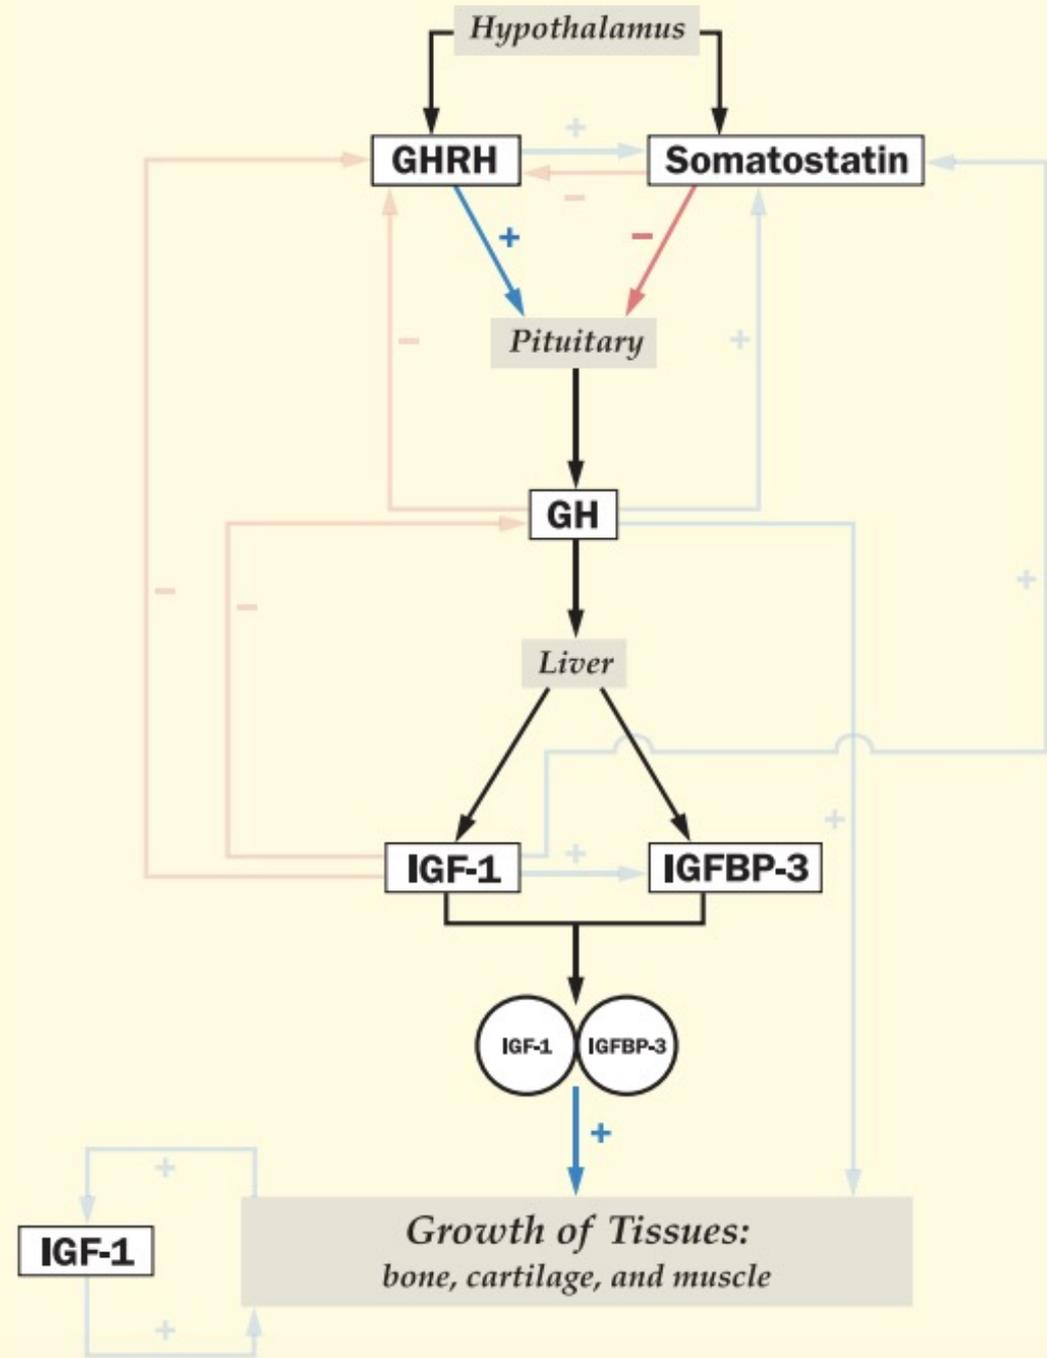 Hypothalamus
+
GHRH
Somatostatin
−
+
−
Pituitary
−
+
GH
+
−
−
Liver
+
+
IGF-1
IGFBP-3
IGF-1
IGFBP-3
+
+
Growth of Tissues:
IGF-1
bone, cartilage, and muscle
+